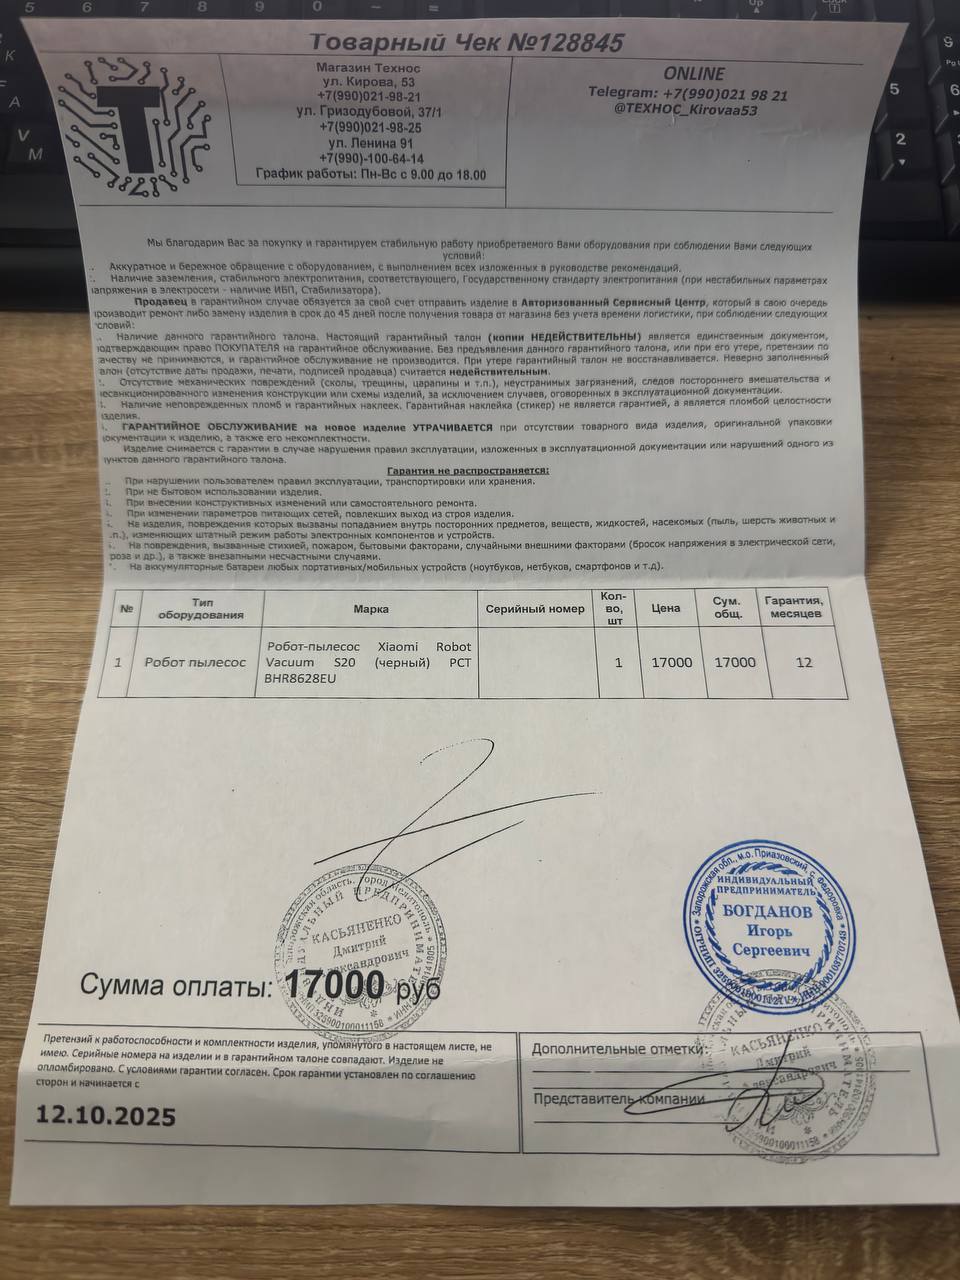 Товарный Чек №128845
Магазин Технос
ул. Кирова, 53
+7(990)021-98-21
ул. Гризодубовой, 37/1
+7(990)021-98-25
ул. Ленина 91
+7(990)-100-64-14
График работы: Пн-Вс с 9.00 до 18.00
ONLINE
Telegram: +7(990)021 98 21
@ТЕХНОС_Kirovaa53
Мы благодарим Вас за покупку и гарантируем стабильную работу приобретаемого Вами оборудования при соблюдении Вами следующих
условий:
Аккуратное и бережное обращение с оборудованием, с выполнением всех изложенных в руководстве рекомендаций.
Наличие заземления, стабильного электропитания, соответствующего, Государственному стандарту электропитания (при нестабильных параметрах
напряжения в электросети - наличие ИБП, Стабилизатора).
Продавец в гарантийном случае обязуется за свой счет отправить изделие в Авторизованный Сервисный Центр, который в свою очередь
роизводит ремонт либо замену изделия в срок до 45 дней после получения товара от магазина без учета времени логистики, при соблюдении следующих
словий:
Наличие данного гарантийного талона. Настоящий гарантийный талон (копии НЕДЕЙСТВИТЕЛЬНЫ) является единственным документом,
одтверждающим право ПОКУПАТЕЛЯ на гарантийное обслуживание. Без предъявления данного гарантийного талона, или при его утере, претензии по
ачеству не принимаются, и гарантийное обслуживание не производится. При утере гарантийный талон не восстанавливается. Неверно заполненный
алон (отсутствие даты продажи, печати, подписей продавца) считается недействительным.
Отсутствие механических повреждений (сколы, трещины, царапины и т.п.), неустранимых загрязнений, следов постороннего вмешательства и
несанкционированного изменения конструкции или схемы изделий, за исключением случаев, оговоренных в эксплуатационной документации.
Наличие неповрежденных пломб и гарантийных наклеек. Гарантийная наклейка (стикер) не является гарантией, а является пломбой целостности
изделия.
ГАРАНТИЙНОЕ ОБСЛУЖИВАНИЕ на новое изделие УТРАЧИВАЕТСЯ при отсутствии товарного вида изделия, оригинальной упаковки
документации к изделию, а также его некомплектности.
Изделие снимается с гарантии в случае нарушения правил эксплуатации, изложенных в эксплуатационной документации или нарушений одного из
пунктов данного гарантийного талона.
Гарантия не распространяется:
При нарушении пользователем правил эксплуатации, транспортировки или хранения.
При не бытовом использовании изделия.
При внесении конструктивных изменений или самостоятельного ремонта.
При изменении параметров питающих сетей, повлекших выход из строя изделия.
На изделия, повреждения которых вызваны попаданием внутрь посторонних предметов, веществ, жидкостей, насекомых (пыль, шерсть животных и
.п.), изменяющих штатный режим работы электронных компонентов и устройств.
На повреждения, вызванные стихией, пожаром, бытовыми факторами, случайными внешними факторами (бросок напряжения в электрической сети,
роза и др.), а также внезапными несчастными случаями.
На аккумуляторные батареи любых портативных/мобильных устройств (ноутбуков, нетбуков, смартфонов и т.д).
№ Тип оборудования Марка Серийный номер Кол-во, шт Цена Сум. общ. Гарантия, месяцев
1 Робот пылесос Робот-пылесос Xiaomi Robot Vacuum S20 (черный) РСТ BHR8628EU 1 17000 17000 12
КАСЬЯНЕНКО
Дмитрий
Александрович
Сумма оплаты: 17000 руб
Запорожская обл., м.о. Приазовский, с. Федоровка
ИНДИВИДУАЛЬНЫЙ
ПРЕДПРИНИМАТЕЛЬ
БОГДАНОВ
Игорь
Сергеевич
Претензий к работоспособности и комплектности изделия, упомянутого в настоящем листе, не
имею. Серийные номера на изделии и в гарантийном талоне совпадают. Изделие не
опломбировано. С условиями гарантии согласен. Срок гарантии установлен по соглашению
сторон и начинается с
12.10.2025
Дополнительные отметки:
Представитель компании
КАСЬЯНЕНКО
Дмитрий
Александрович